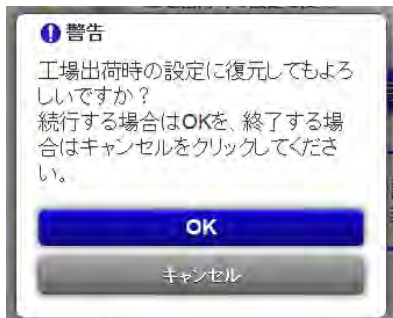 警告
工場出荷時の設定に復元してもよろ
しいですか？
続行する場合はOKを、終了する場
合はキャンセルをクリックしてくださ
い。
OK
キャンセル